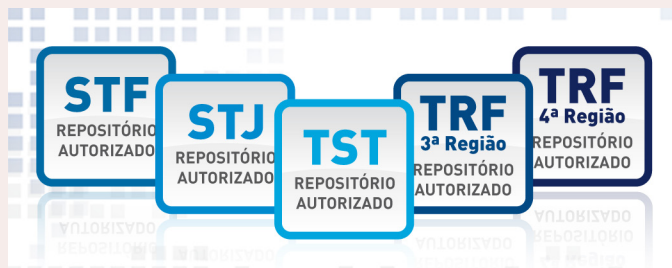 STF
REPOSITÓRIO
AUTORIZADO
STJ
REPOSITÓRIO
AUTORIZADO
TST
REPOSITÓRIO
AUTORIZADO
TRF
3ª Região
REPOSITÓRIO
AUTORIZADO
TRF
4ª Região
REPOSITÓRIO
AUTORIZADO